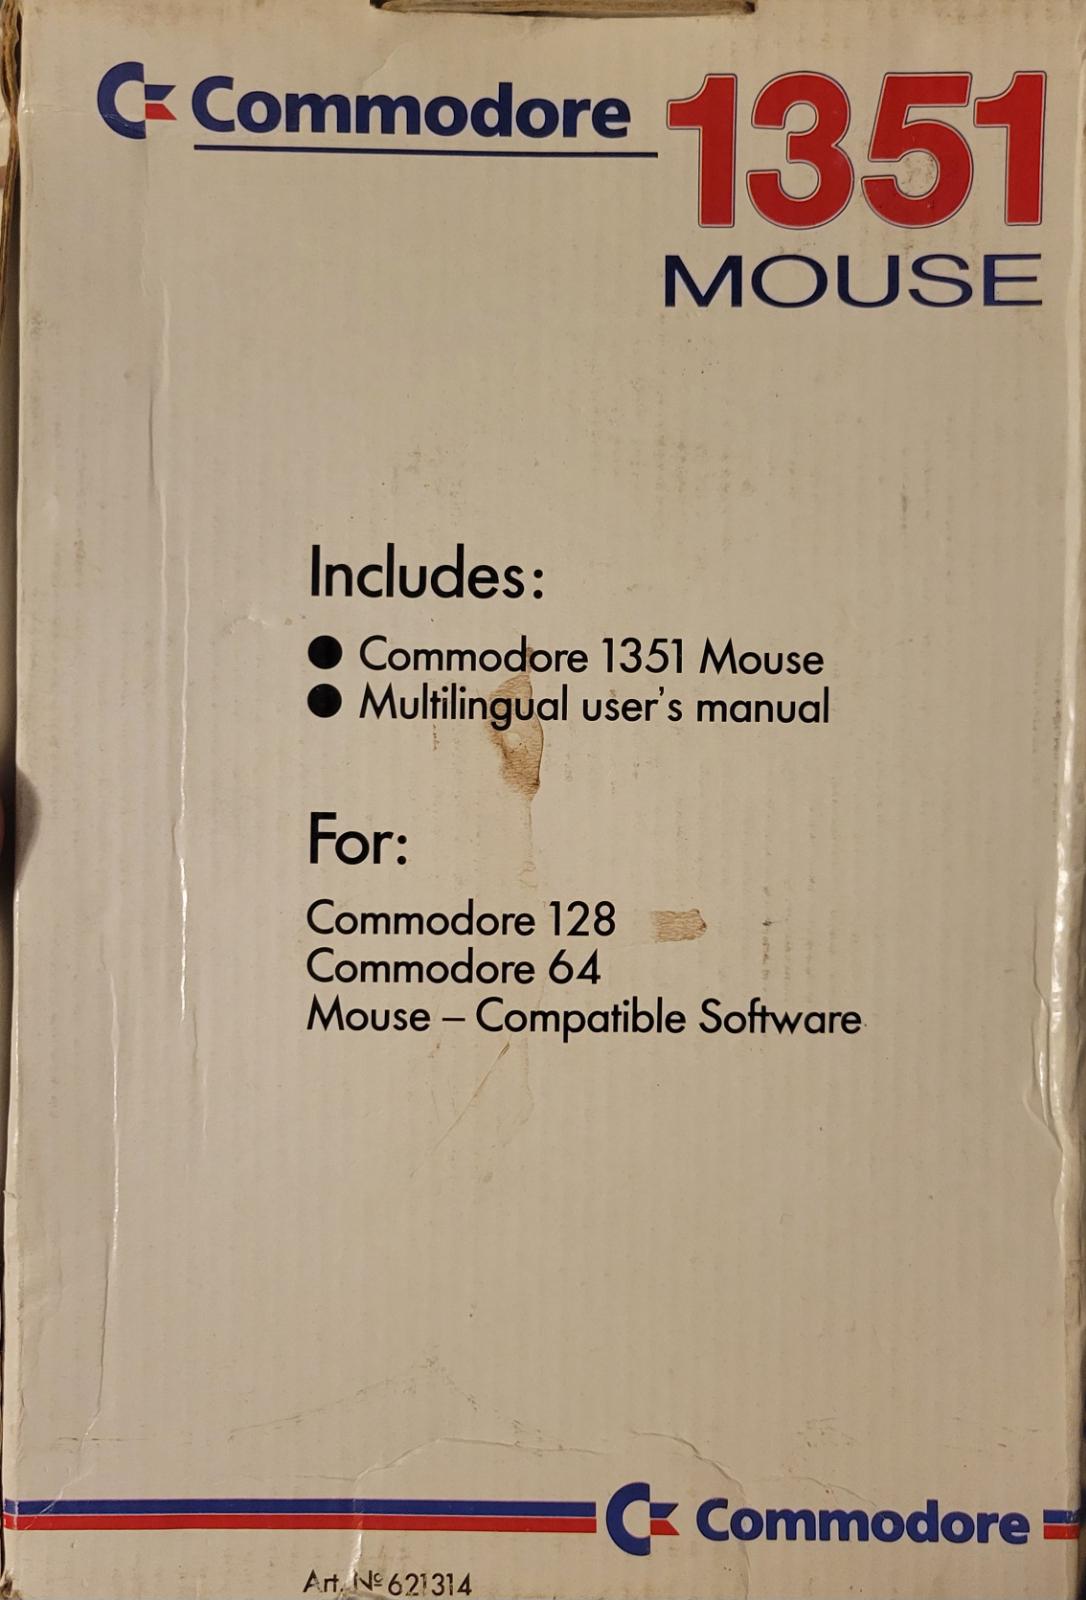 Commodore 1351
MOUSE
Includes:
● Commodore 1351 Mouse
● Multilingual user's manual
For:
Commodore 128
Commodore 64
Mouse – Compatible Software
Commodore
Art. Nº 621314